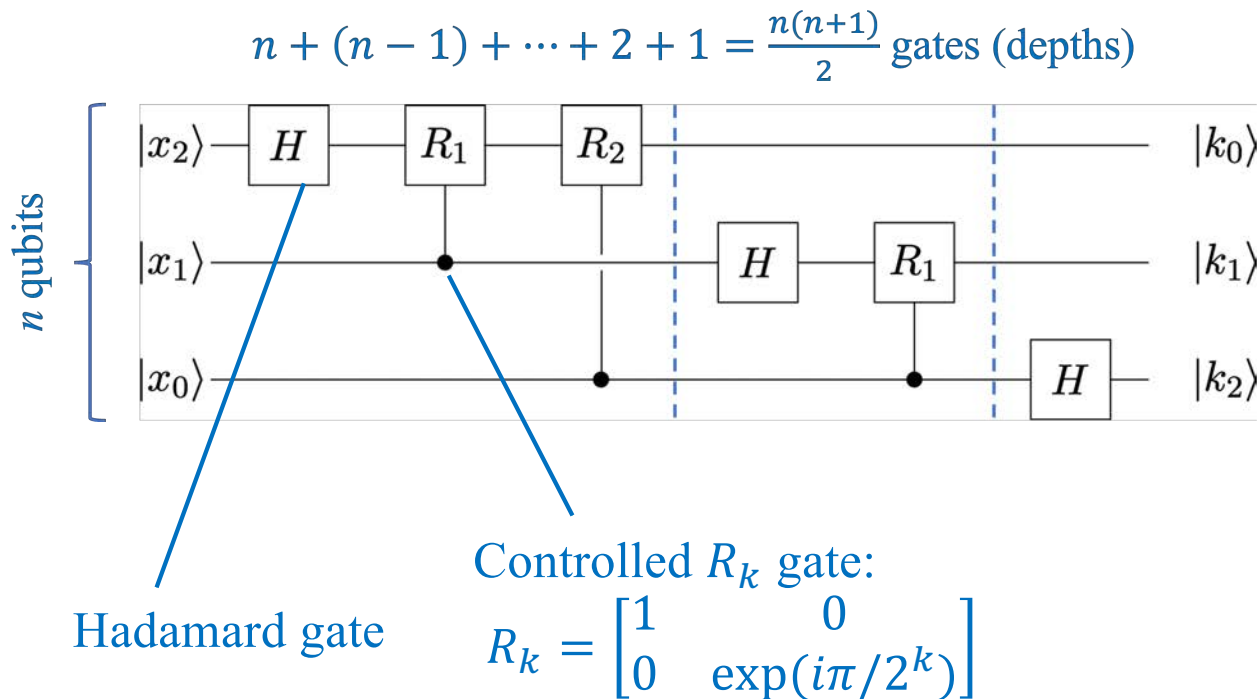 n + (n − 1) + ⋯ + 2 + 1 = n(n+1)/2 gates (depths)
n qubits
|x₂⟩ H R₁ R₂ |k₀⟩
|x₁⟩ H R₁ |k₁⟩
|x₀⟩ H |k₂⟩
Controlled Rₖ gate:
Hadamard gate
Rₖ = [1 0
0 exp(iπ/2ᵏ)]